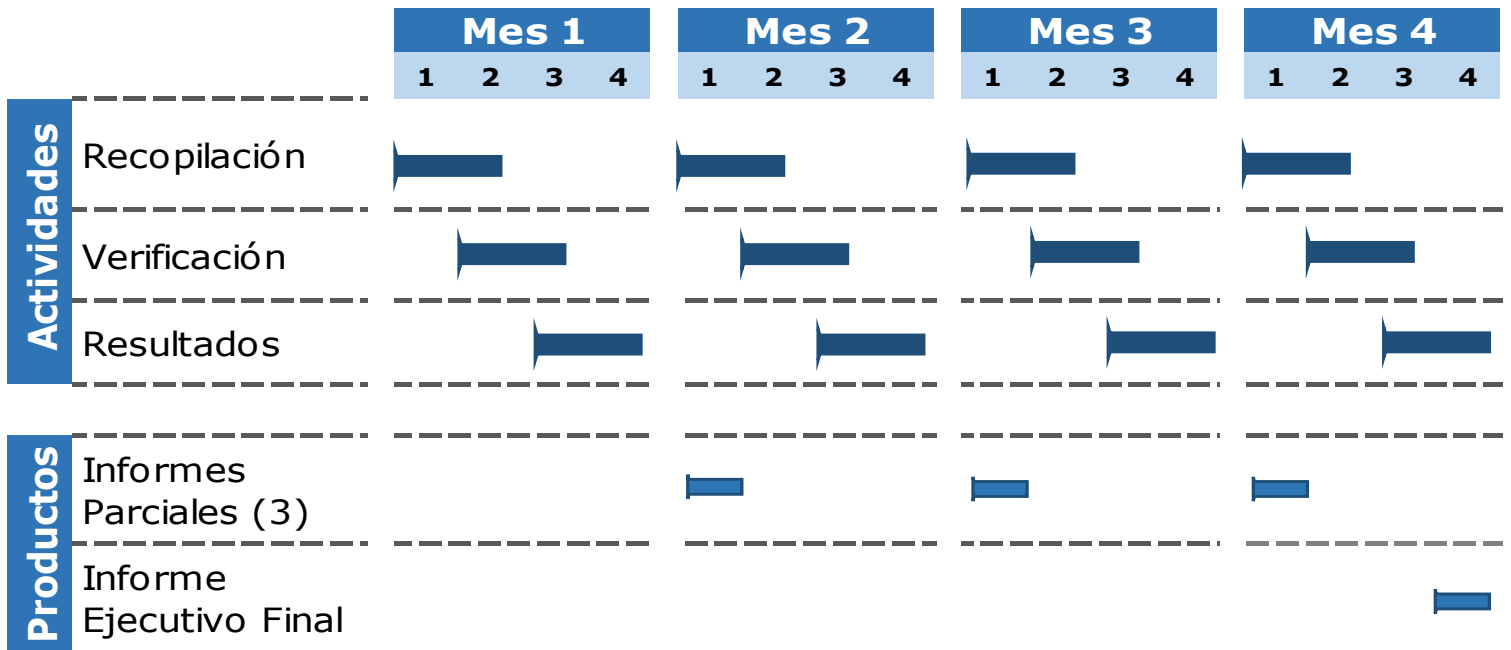 Mes 1 Mes 2 Mes 3 Mes 4
1 2 3 4 1 2 3 4 1 2 3 4 1 2 3 4
Actividades
Recopilación
Verificación
Resultados
Productos
Informes
Parciales (3)
Informe
Ejecutivo Final